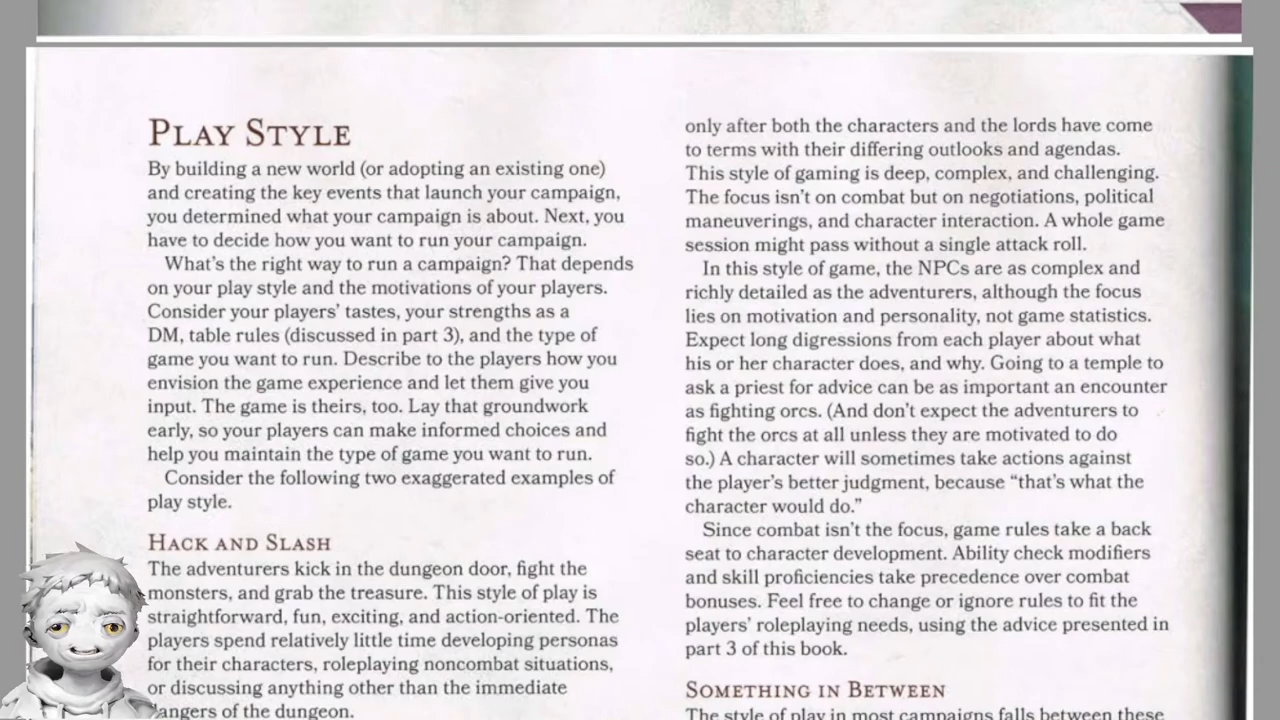 PLAY STYLE
By building a new world (or adopting an existing one)
and creating the key events that launch your campaign,
you determined what your campaign is about. Next, you
have to decide how you want to run your campaign.
What's the right way to run a campaign? That depends
on your play style and the motivations of your players.
Consider your players' tastes, your strengths as a
DM, table rules (discussed in part 3), and the type of
game you want to run. Describe to the players how you
envision the game experience and let them give you
input. The game is theirs, too. Lay that groundwork
early, so your players can make informed choices and
help you maintain the type of game you want to run.
Consider the following two exaggerated examples of
play style.
HACK AND SLASH
The adventurers kick in the dungeon door, fight the
monsters, and grab the treasure. This style of play is
straightforward, fun, exciting, and action-oriented. The
players spend relatively little time developing personas
for their characters, roleplaying noncombat situations,
or discussing anything other than the immediate
dangers of the dungeon.
only after both the characters and the lords have come
to terms with their differing outlooks and agendas.
This style of gaming is deep, complex, and challenging.
The focus isn't on combat but on negotiations, political
maneuverings, and character interaction. A whole game
session might pass without a single attack roll.
In this style of game, the NPCs are as complex and
richly detailed as the adventurers, although the focus
lies on motivation and personality, not game statistics.
Expect long digressions from each player about what
his or her character does, and why. Going to a temple to
ask a priest for advice can be as important an encounter
as fighting orcs. (And don't expect the adventurers to
fight the orcs at all unless they are motivated to do
so.) A character will sometimes take actions against
the player's better judgment, because “that's what the
character would do.”
Since combat isn't the focus, game rules take a back
seat to character development. Ability check modifiers
and skill proficiencies take precedence over combat
bonuses. Feel free to change or ignore rules to fit the
players' roleplaying needs, using the advice presented in
part 3 of this book.
SOMETHING IN BETWEEN
The style of play in most campaigns falls between these